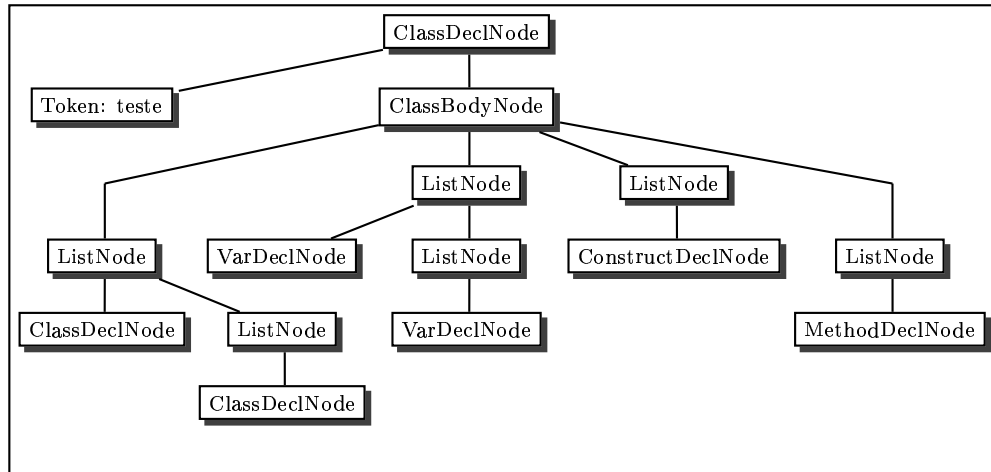 ClassDeclNode
Token: teste
ClassBodyNode
ListNode
ListNode
ListNode
VarDeclNode
ListNode
ConstructDeclNode
ListNode
ClassDeclNode
ListNode
VarDeclNode
MethodDeclNode
ClassDeclNode